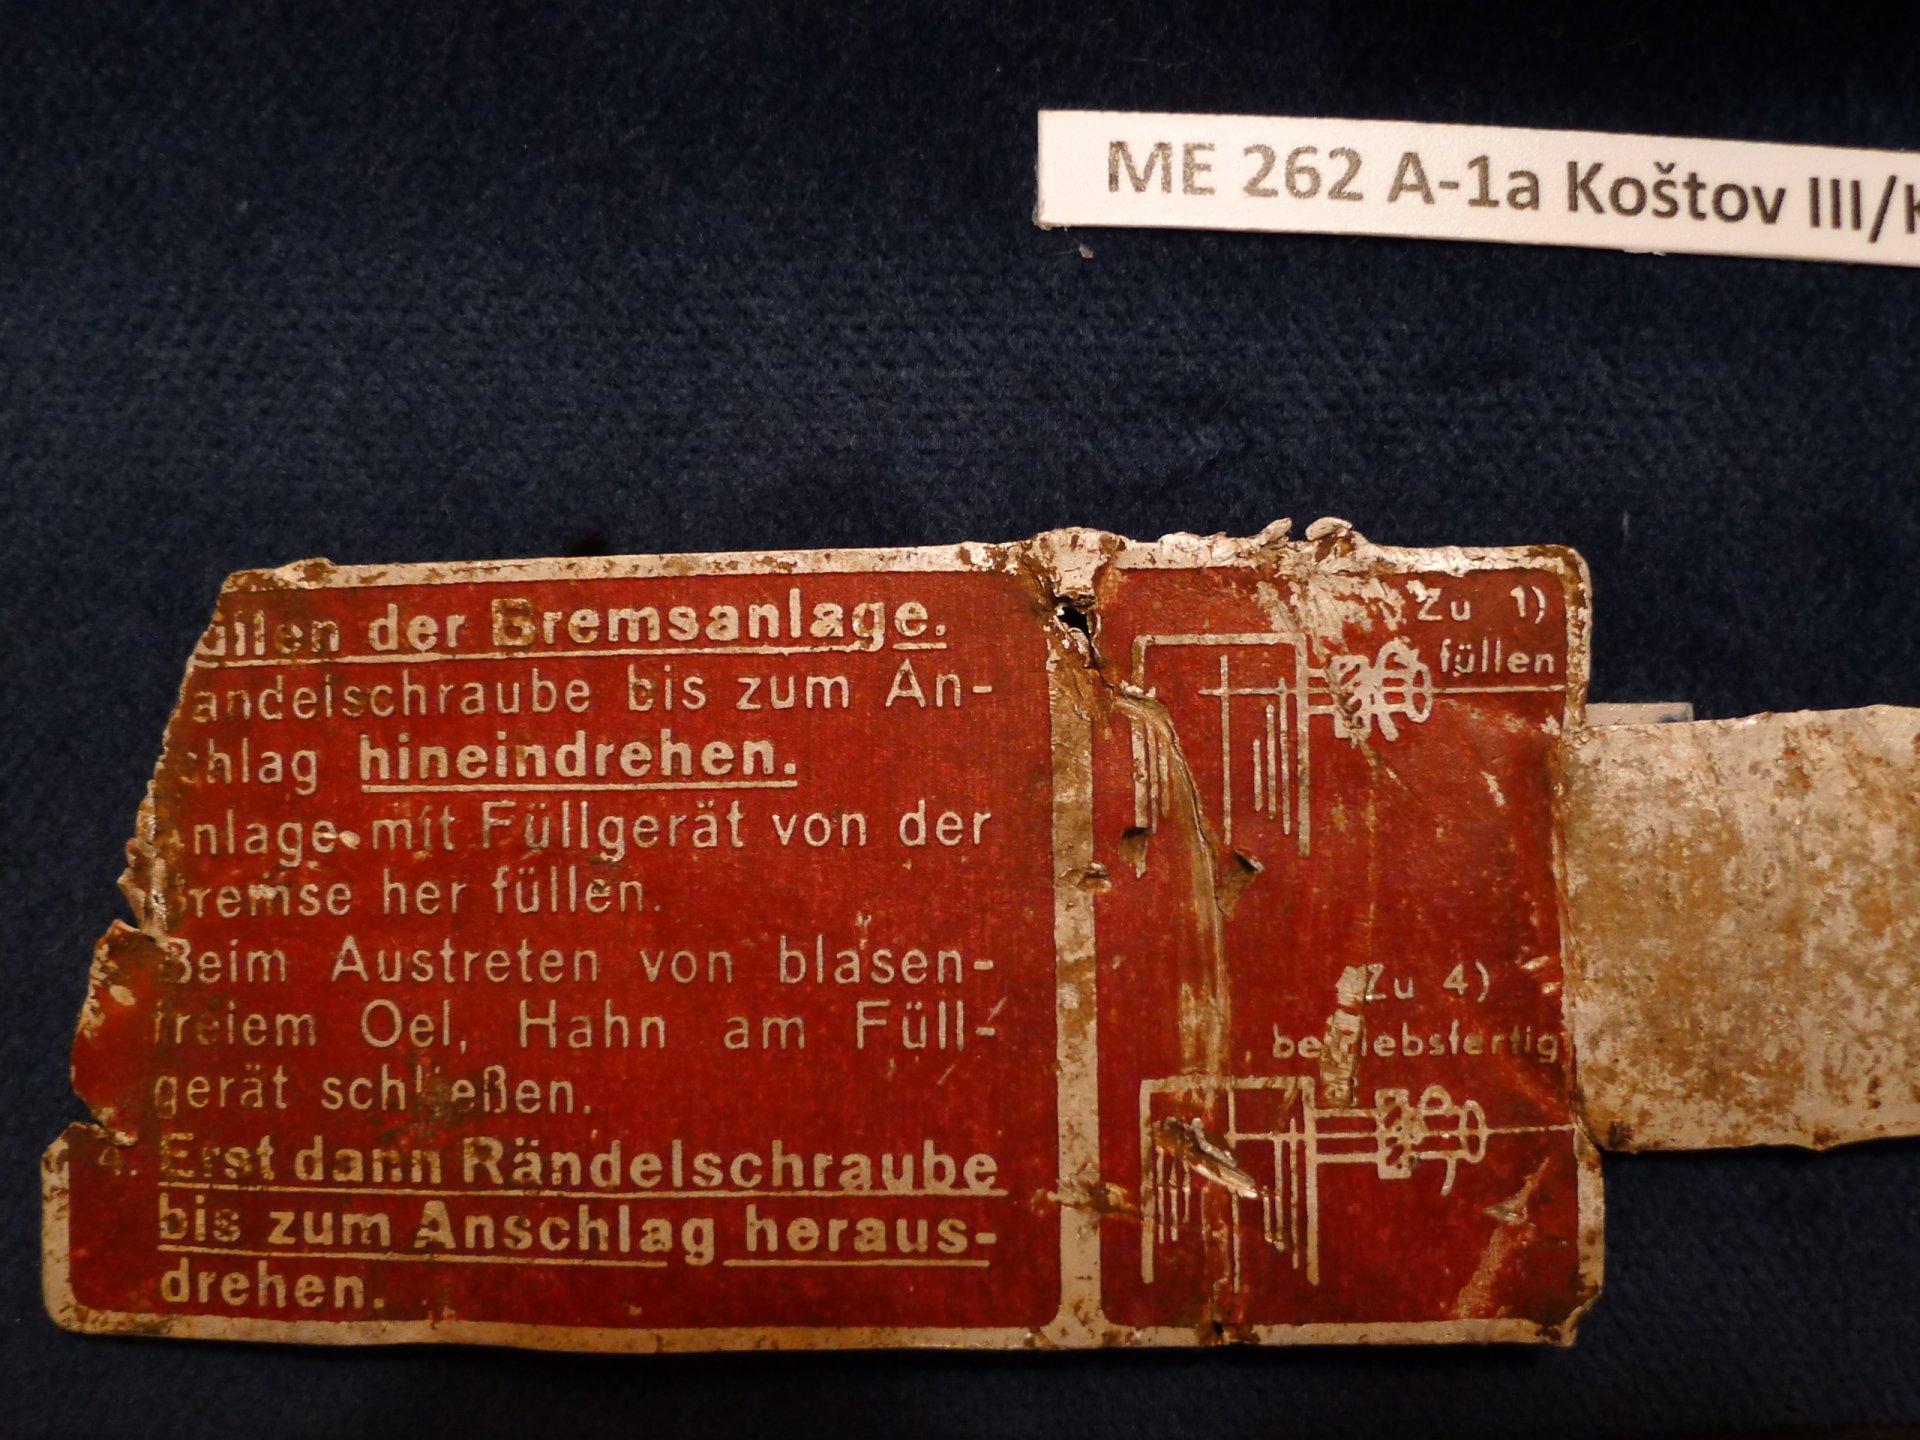 ME 262 A-1a Koštov III/K
üllen der Bremsanlage.
andelschraube bis zum An-
chlag hineindrehen.
nlage mit Füllgerät von der
Bremse her füllen.
Beim Austreten von blasen-
freiem Oel, Hahn am Füll-
gerät schließen.
4. Erst dann Rändelschraube
bis zum Anschlag heraus-
drehen.
Zu 1)
füllen
Zu 4)
betriebsfertig